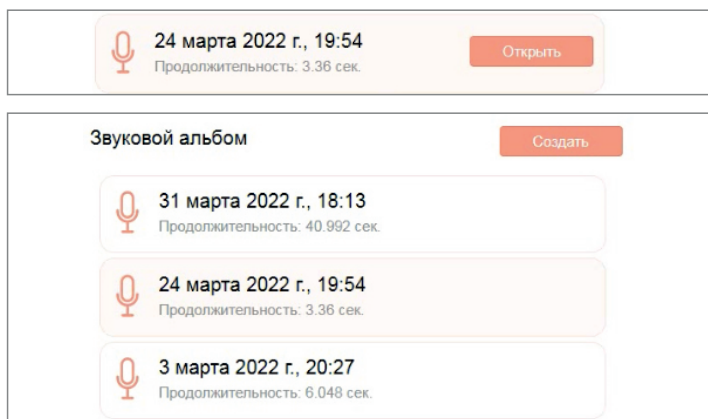 24 марта 2022 г., 19:54
Открыть
Продолжительность: 3.36 сек.
Звуковой альбом
Создать
31 марта 2022 г., 18:13
Продолжительность: 40.992 сек.
24 марта 2022 г., 19:54
Продолжительность: 3.36 сек.
3 марта 2022 г., 20:27
Продолжительность: 6.048 сек.